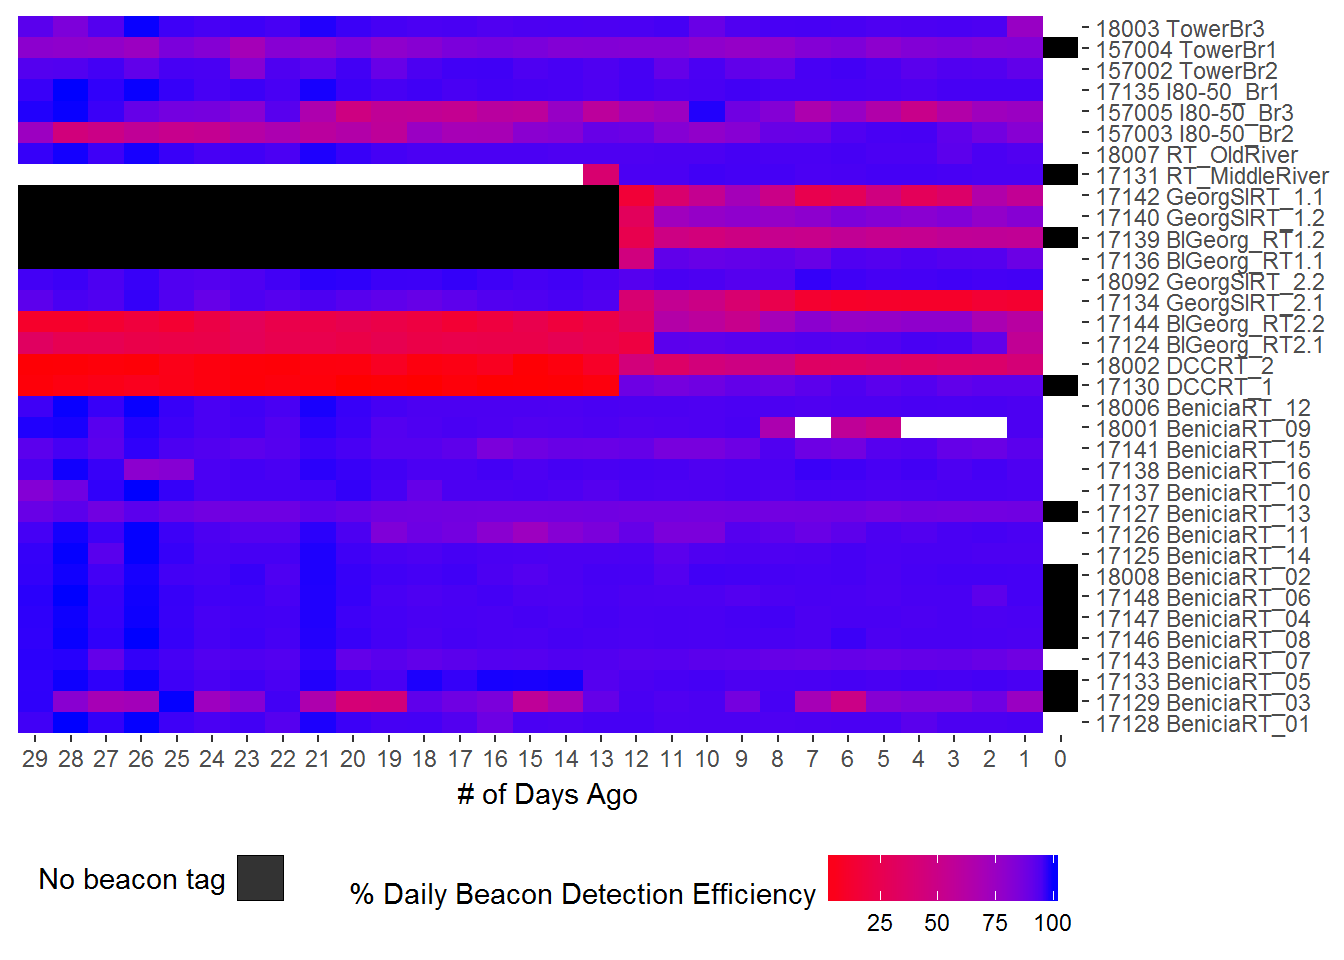 18003 TowerBr3
157004 TowerBr1
157002 TowerBr2
17135 I80-50_Br1
157005 I80-50_Br3
157003 I80-50_Br2
18007 RT_OldRiver
17131 RT_MiddleRiver
17142 GeorgSlRT_1.1
17140 GeorgSlRT_1.2
17139 BlGeorg_RT1.2
17136 BlGeorg_RT1.1
18092 GeorgSlRT_2.2
17134 GeorgSlRT_2.1
17144 BlGeorg_RT2.2
17124 BlGeorg_RT2.1
18002 DCCRT_2
17130 DCCRT_1
18006 BeniciaRT_12
18001 BeniciaRT_09
17141 BeniciaRT_15
17138 BeniciaRT_16
17137 BeniciaRT_10
17127 BeniciaRT_13
17126 BeniciaRT_11
17125 BeniciaRT_14
18008 BeniciaRT_02
17148 BeniciaRT_06
17147 BeniciaRT_04
17146 BeniciaRT_08
17143 BeniciaRT_07
17133 BeniciaRT_05
17129 BeniciaRT_03
17128 BeniciaRT_01
29 28 27 26 25 24 23 22 21 20 19 18 17 16 15 14 13 12 11 10 9 8 7 6 5 4 3 2 1 0
# of Days Ago
No beacon tag
% Daily Beacon Detection Efficiency
25 50 75 100